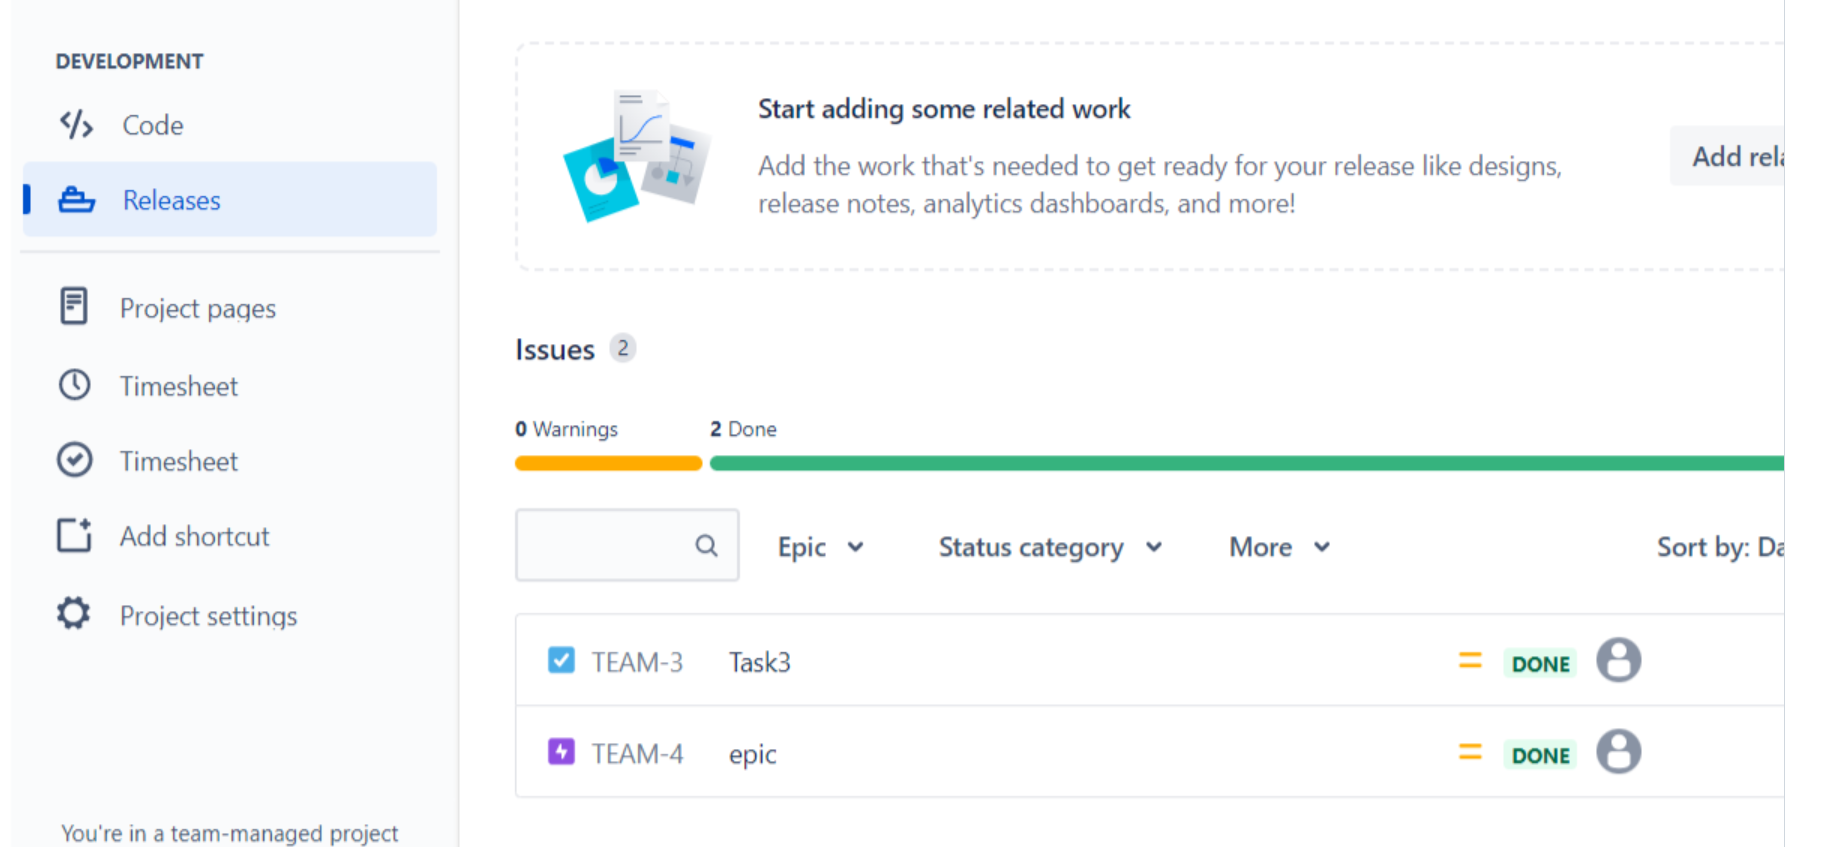 DEVELOPMENT
Code
Releases
Project pages
Timesheet
Timesheet
Add shortcut
Project settings
You're in a team-managed project
Start adding some related work
Add the work that's needed to get ready for your release like designs,
release notes, analytics dashboards, and more!
Add rela
Issues 2
0 Warnings 2 Done
Epic Status category More Sort by: Da
TEAM-3 Task3 DONE
TEAM-4 epic DONE